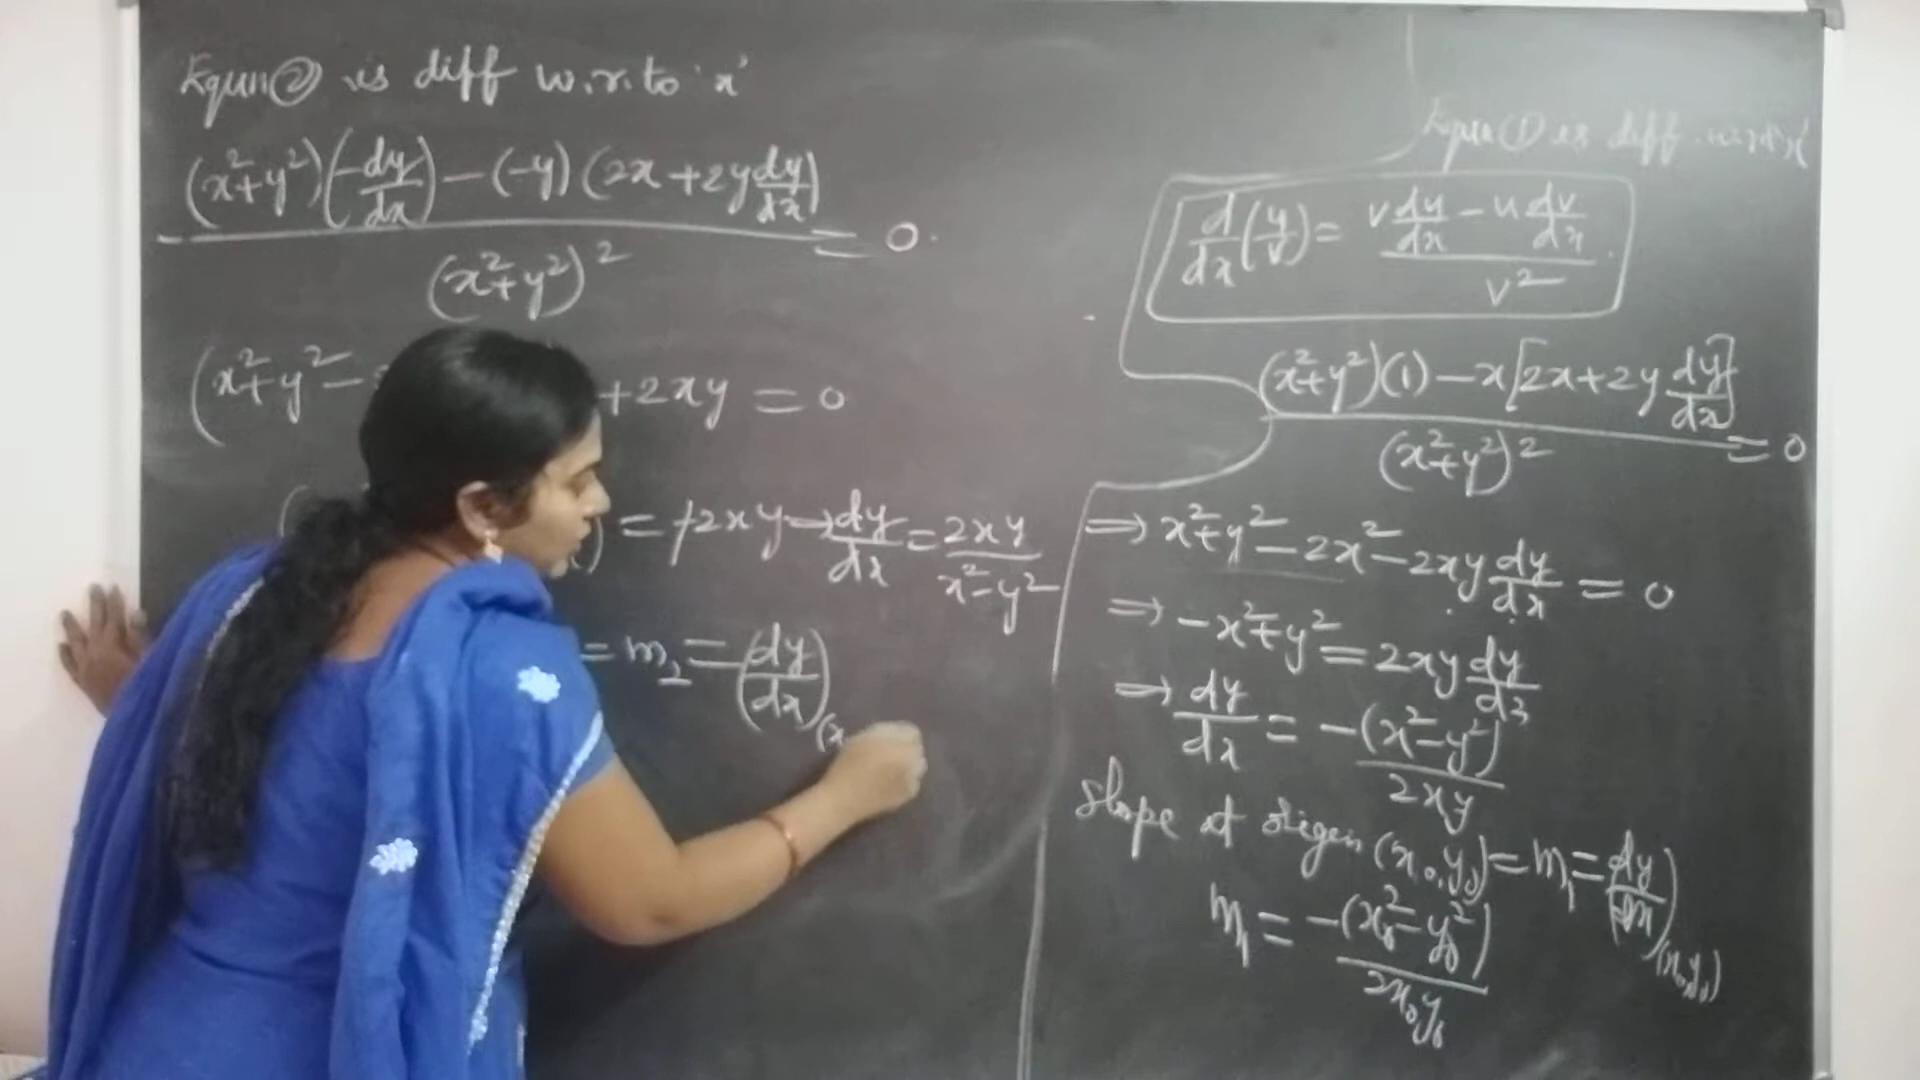 Equn ② is diff w.r.to 'x'
(x²+y²)(-dy/dx) - (-y)(2x+2y dy/dx) / (x²+y²)² = 0
(x²+y² - +2xy = 0
( ) = +2xy → dy/dx = 2xy / x²-y²
= m₂ = (dy/dx)(x
Equn ① is diff w.r.to 'x'
d/dx (u/v) = v du/dx - u dv/dx / v²
(x²+y²)(1) - x[2x+2y dy/dx] / (x²+y²)² = 0
⇒ x²+y² - 2x² - 2xy dy/dx = 0
⇒ -x²+y² = 2xy dy/dx
⇒ dy/dx = -(x²-y²) / 2xy
slope at origin (x₀,y₀) = m₁ = (dy/dx)(x₀,y₀)
m₁ = -(x₀²-y₀²) / 2x₀y₀